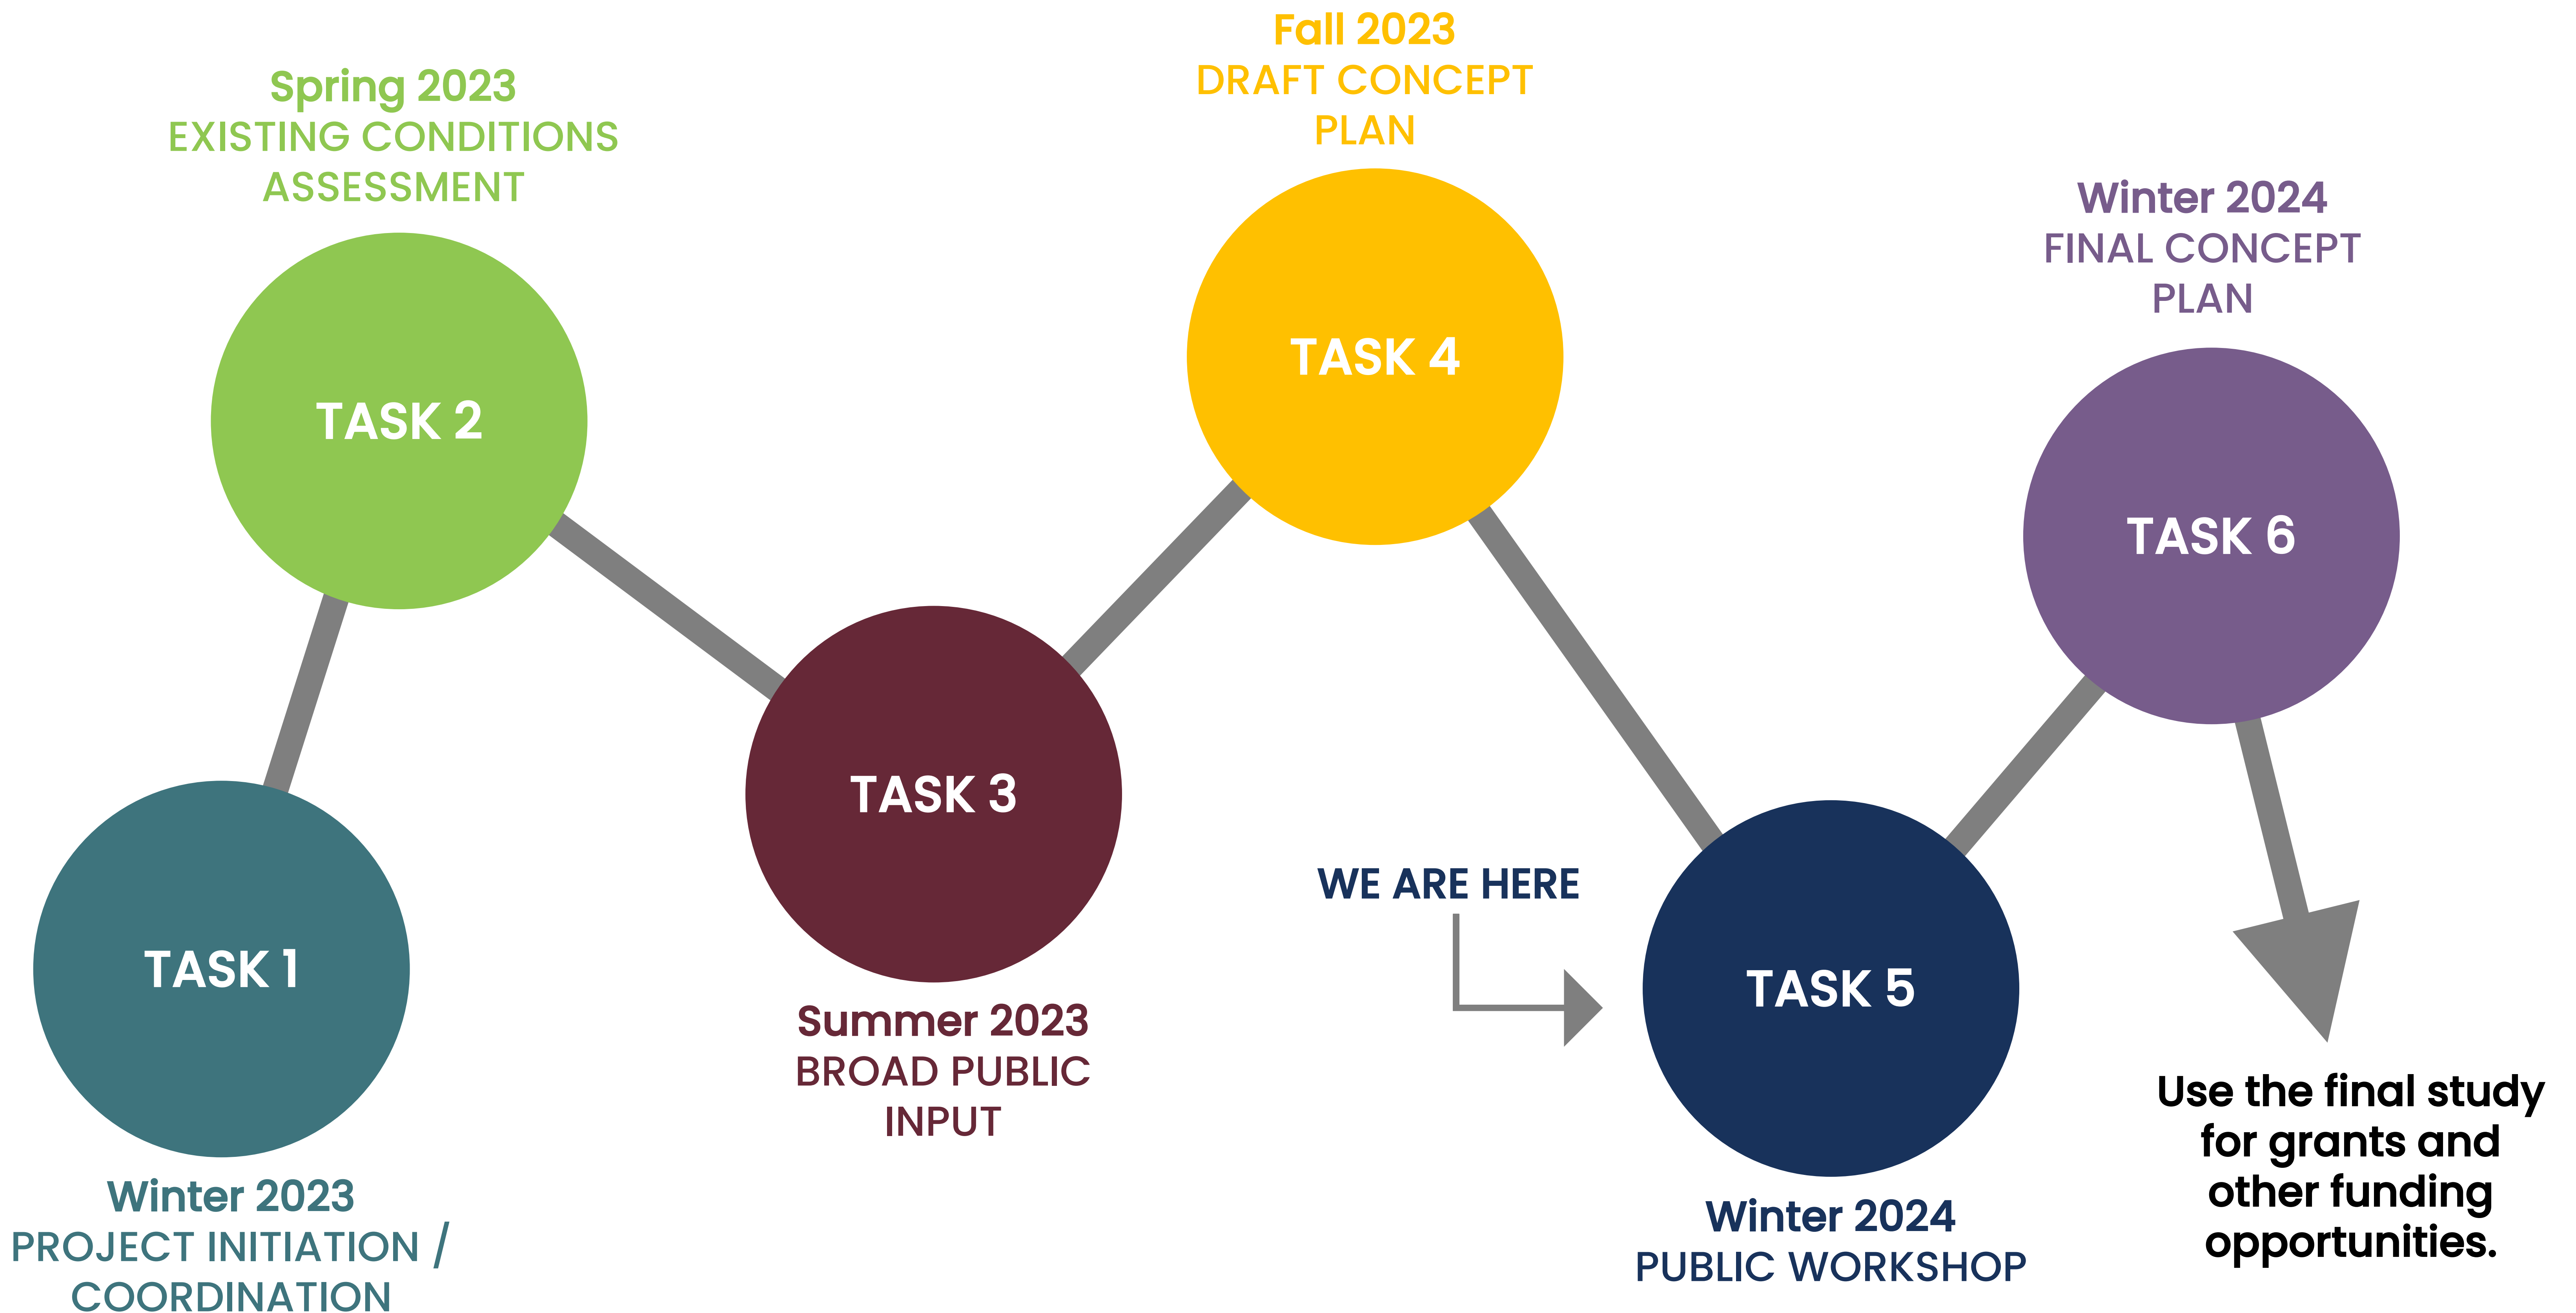 Winter 2023
PROJECT INITIATION /
COORDINATION
TASK 1
Spring 2023
EXISTING CONDITIONS
ASSESSMENT
TASK 2
TASK 3
Summer 2023
BROAD PUBLIC
INPUT
Fall 2023
DRAFT CONCEPT
PLAN
TASK 4
WE ARE HERE
TASK 5
Winter 2024
PUBLIC WORKSHOP
Winter 2024
FINAL CONCEPT
PLAN
TASK 6
Use the final study
for grants and
other funding
opportunities.